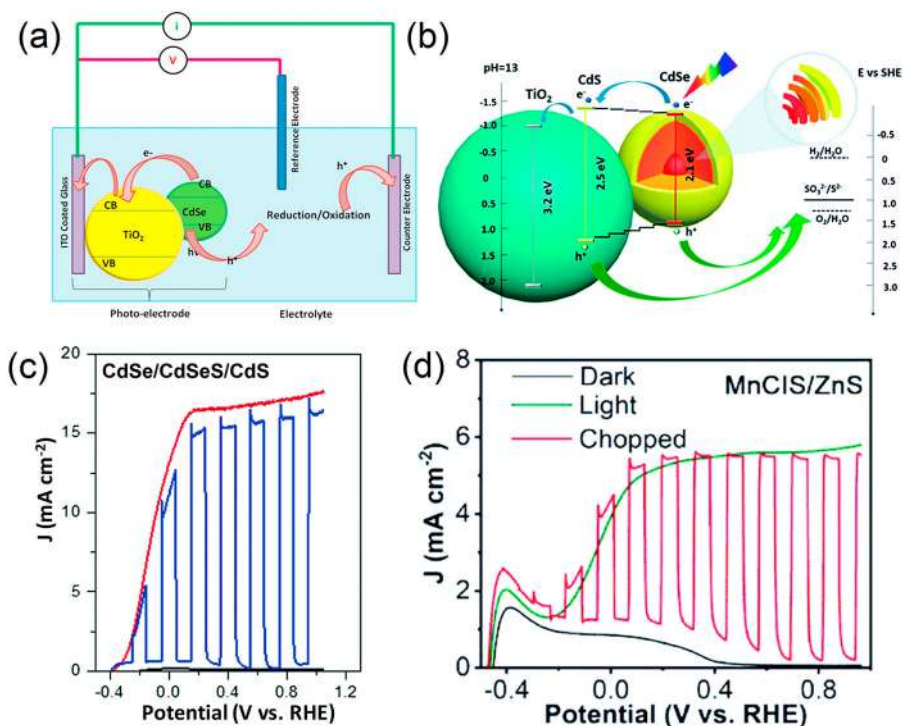 (a)
i
V
Reference Electrode
ITO Coated Glass
e-
CB
TiO2
VB
CB
CdSe
VB
hν
h+
Reduction/Oxidation
h+
Counter Electrode
Photo-electrode
Electrolyte
(b)
pH=13
TiO2
CdS
CdSe
E vs SHE
e-
e-
-1.5
-1.0
-0.5
0
0.5
1.0
2.0
3.2 eV
2.5 eV
2.1 eV
h+
h+
-0.5
0
0.5
1.0
1.5
2.0
2.5
3.0
H2/H2O
SO3²⁻/S²⁻
O2/H2O
(c)
CdSe/CdSeS/CdS
20
15
10
5
0
J (mA cm-2)
-0.4
0.0
0.4
0.8
1.2
Potential (V vs. RHE)
(d)
Dark
Light
Chopped
MnCIS/ZnS
8
6
4
2
0
J (mA cm-2)
-0.4
0.0
0.4
0.8
Potential (V vs. RHE)